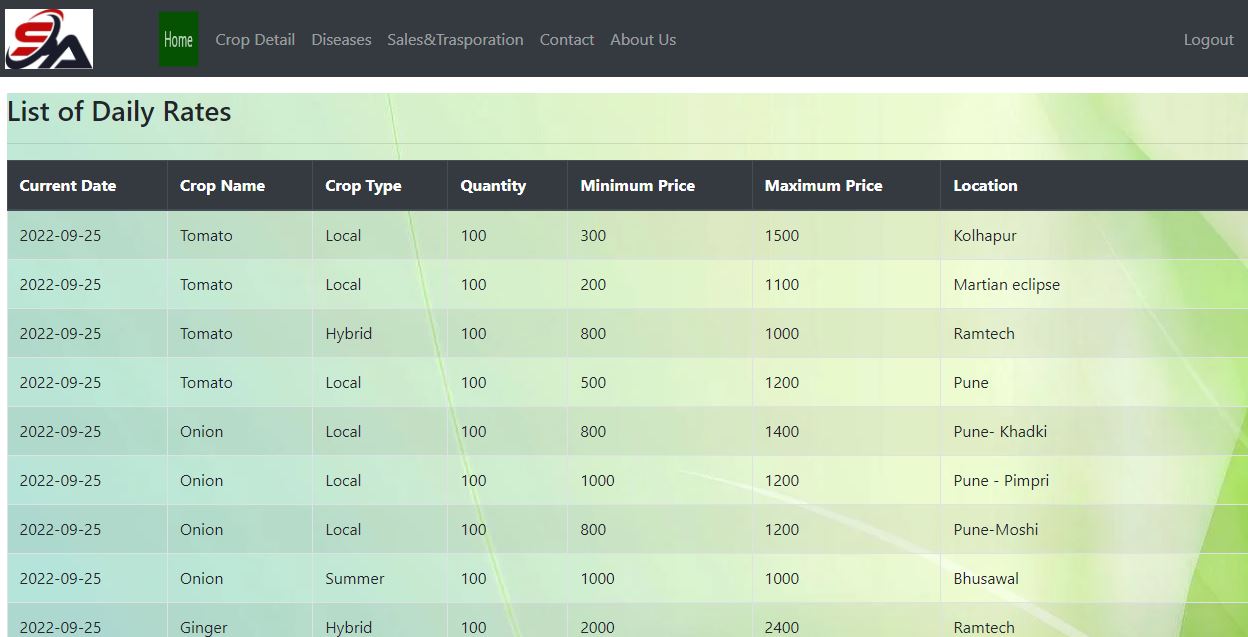 SA
Home Crop Detail Diseases Sales&Trasporation Contact About Us Logout
List of Daily Rates
Current Date Crop Name Crop Type Quantity Minimum Price Maximum Price Location
2022-09-25 Tomato Local 100 300 1500 Kolhapur
2022-09-25 Tomato Local 100 200 1100 Martian eclipse
2022-09-25 Tomato Hybrid 100 800 1000 Ramtech
2022-09-25 Tomato Local 100 500 1200 Pune
2022-09-25 Onion Local 100 800 1400 Pune- Khadki
2022-09-25 Onion Local 100 1000 1200 Pune - Pimpri
2022-09-25 Onion Local 100 800 1200 Pune-Moshi
2022-09-25 Onion Summer 100 1000 1000 Bhusawal
2022-09-25 Ginger Hybrid 100 2000 2400 Ramtech